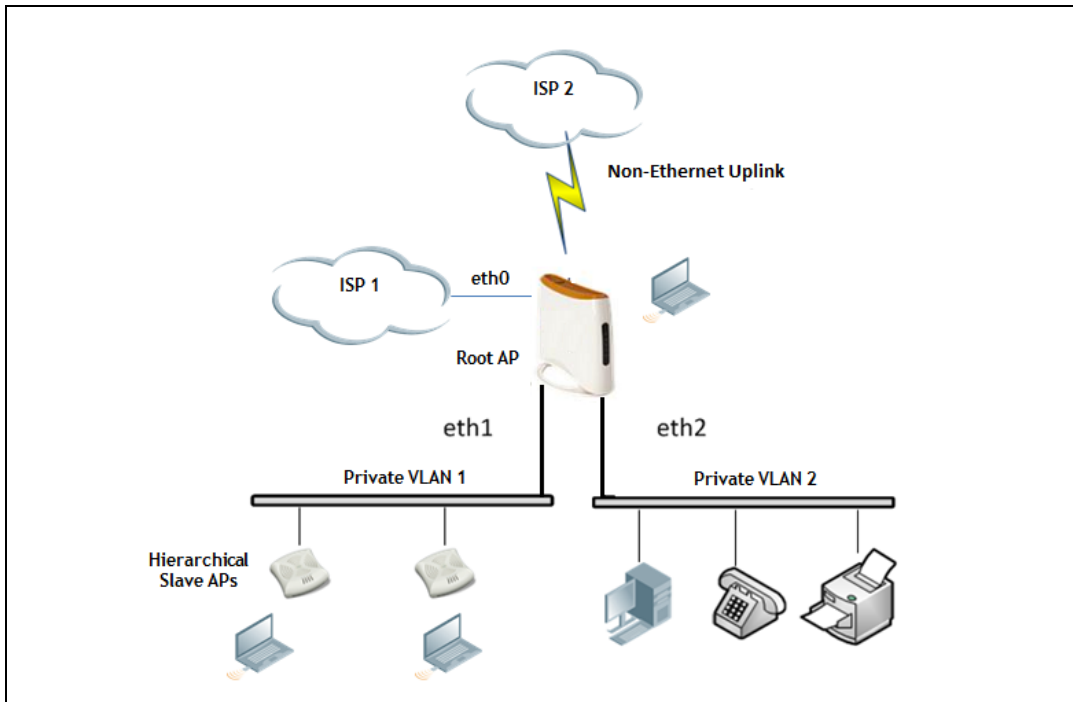 ISP 2
Non-Ethernet Uplink
ISP 1
eth0
Root AP
eth1
eth2
Private VLAN 1
Private VLAN 2
Hierarchical
Slave APs